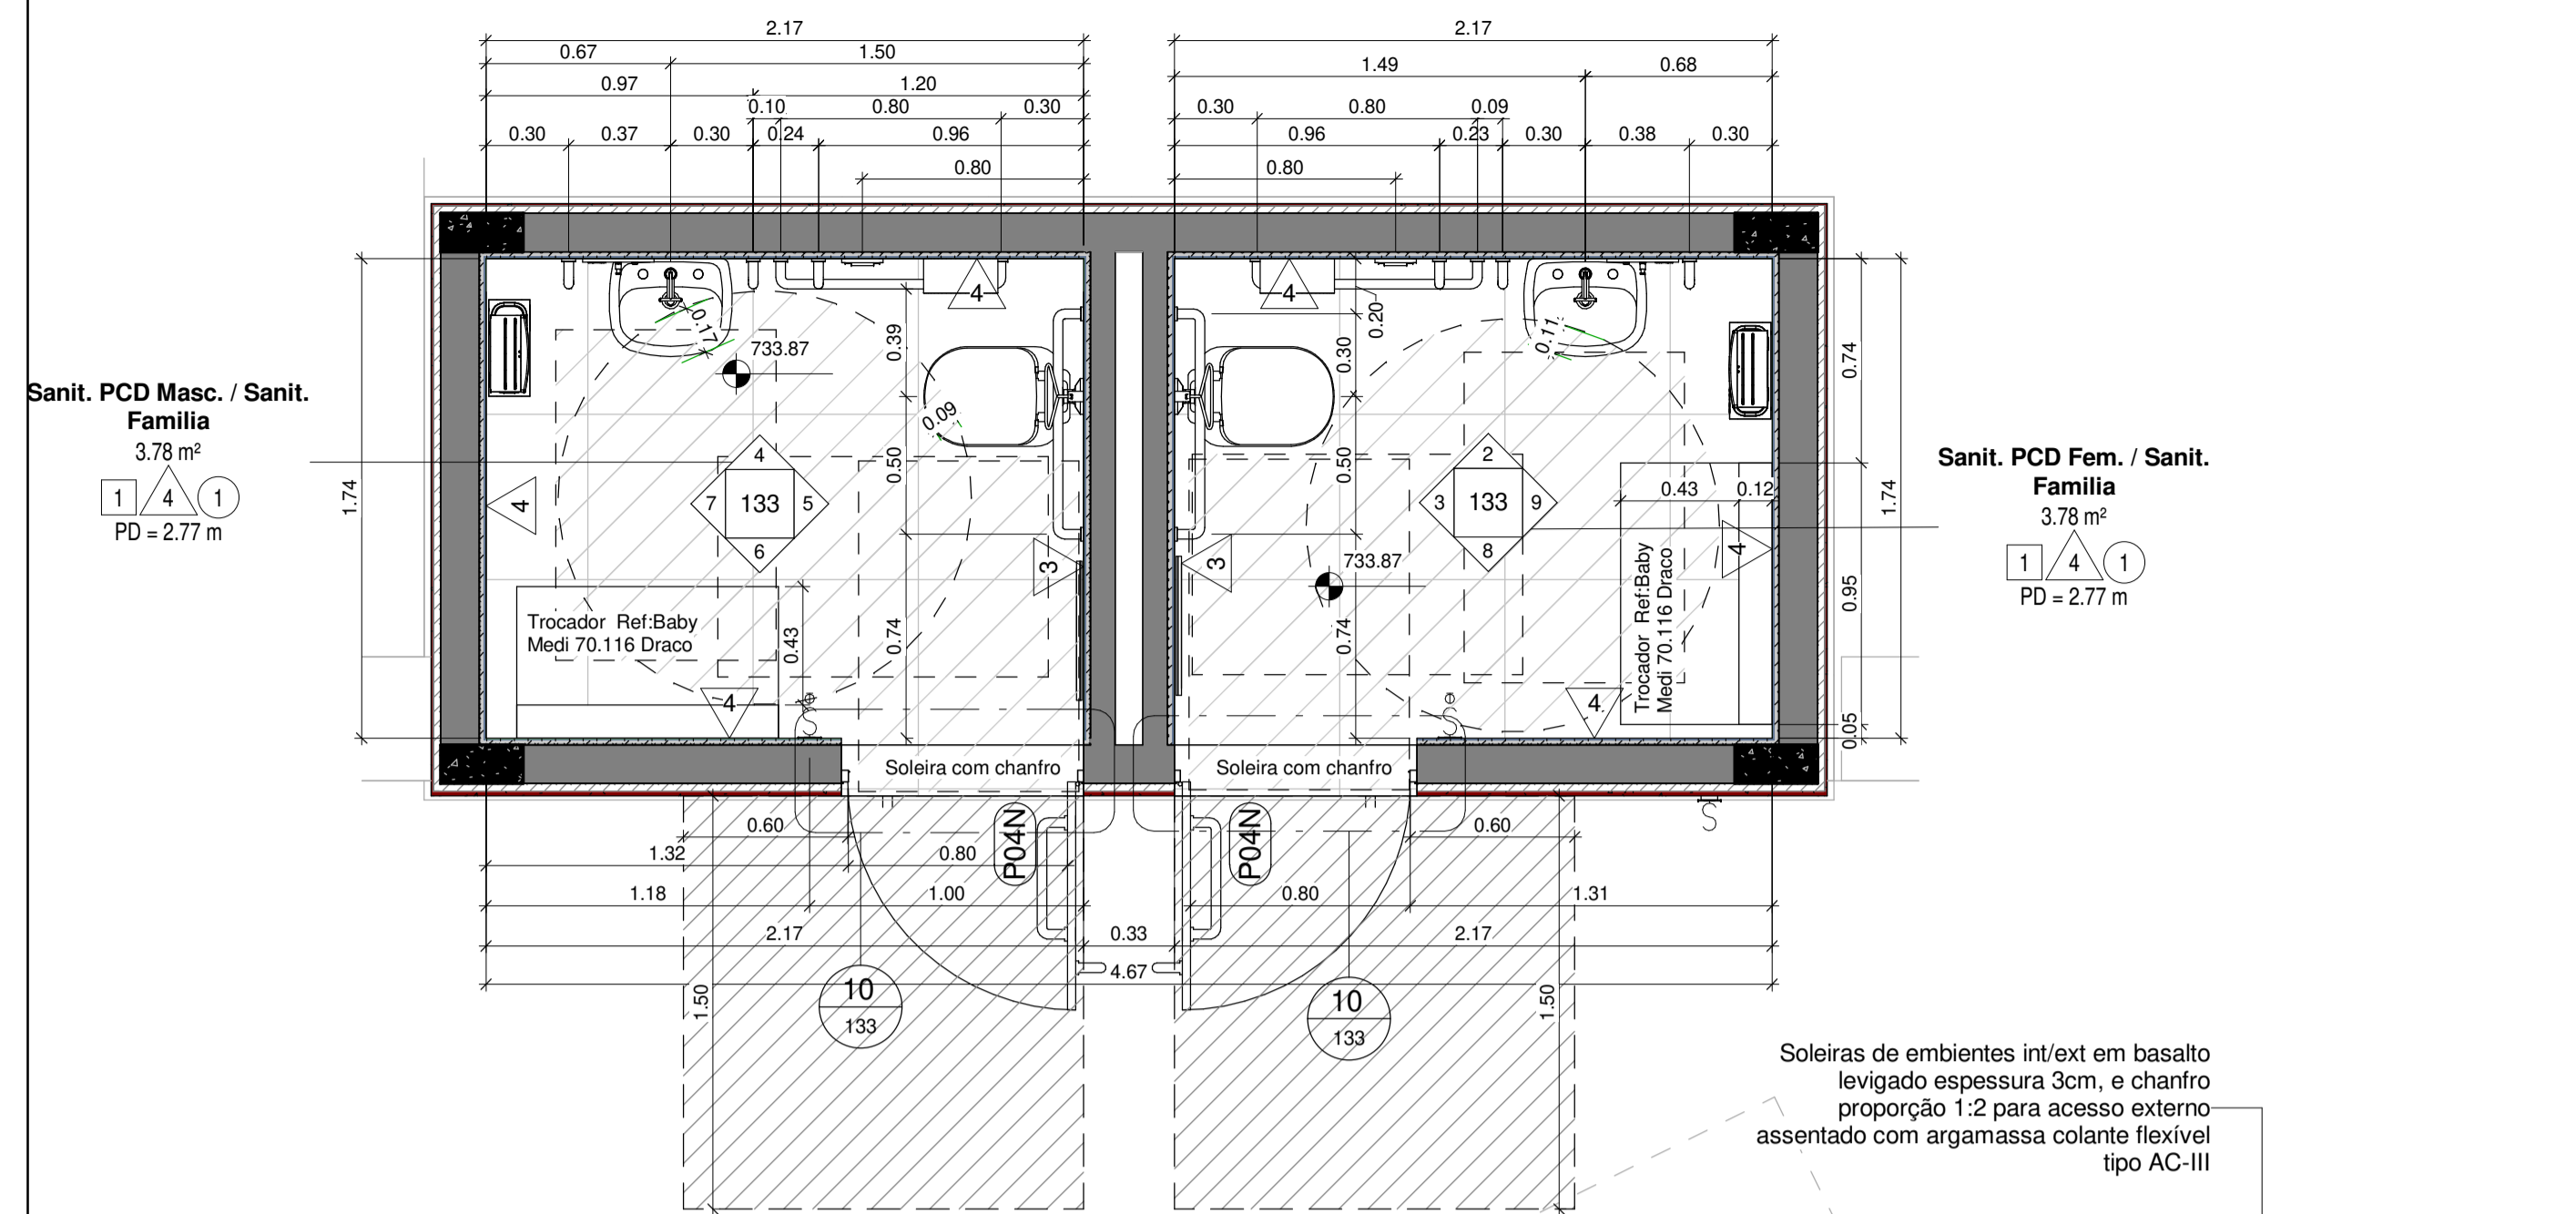 2.17
2.17
0.67
1.50
1.49
0.68
0.97
1.20
0.10
0.80
0.30
0.30
0.80
0.09
0.30
0.37
0.30
0.24
0.96
0.96
0.23
0.30
0.38
0.30
0.80
0.80
4
4
0.17
0.39
0.20
0.11
733.87
0.30
0.74
Sanit. PCD Masc. / Sanit.
Familia
3.78 m²
1 4 1
PD = 2.77 m
0.09
0.50
0.50
4
7 133 5
6
2
3 133 9
8
4
1.74
3
3
733.87
0.43
0.12
4
1.74
0.95
0.05
Sanit. PCD Fem. / Sanit.
Familia
3.78 m²
1 4 1
PD = 2.77 m
Trocador Ref:Baby
Medi 70.116 Draco
0.43
0.74
0.74
Trocador Ref:Baby
Medi 70.116 Draco
4
4
S
S
Soleira com chanfro
Soleira com chanfro
S
0.60
P04N
P04N
0.60
1.32
0.80
1.18
1.00
0.80
1.31
2.17
0.33
2.17
4.67
1.50
1.50
10
133
10
133
Soleiras de embientes int/ext em basalto
levigado espessura 3cm, e chanfro
proporção 1:2 para acesso externo
assentado com argamassa colante flexível
tipo AC-III